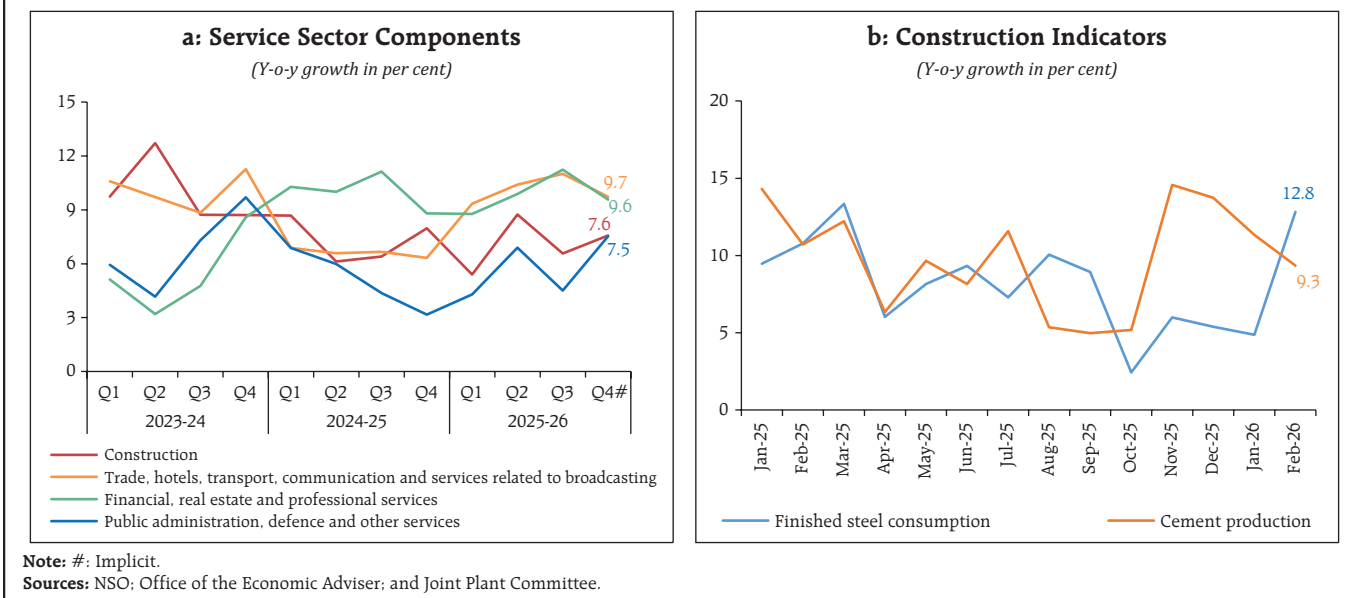 a: Service Sector Components
(Y-o-y growth in per cent)
15
12
9
6
3
0
9.7
9.6
7.6
7.5
Q1 Q2 Q3 Q4 Q1 Q2 Q3 Q4 Q1 Q2 Q3 Q4#
2023-24 2024-25 2025-26
Construction
Trade, hotels, transport, communication and services related to broadcasting
Financial, real estate and professional services
Public administration, defence and other services
b: Construction Indicators
(Y-o-y growth in per cent)
20
15
10
5
0
12.8
9.3
Jan-25
Feb-25
Mar-25
Apr-25
May-25
Jun-25
Jul-25
Aug-25
Sep-25
Oct-25
Nov-25
Dec-25
Jan-26
Feb-26
Finished steel consumption
Cement production
Note: #: Implicit.
Sources: NSO; Office of the Economic Adviser; and Joint Plant Committee.